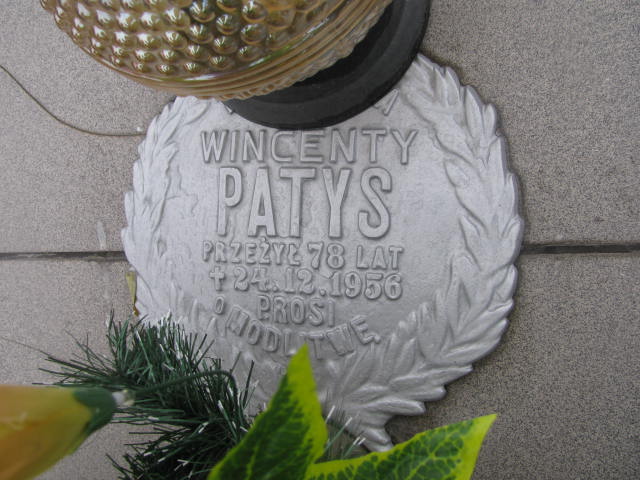 WINCENTY
PATYS
PRZEŻYŁ 78 LAT
† 24.12.1956
PROSI
O MODLITWĘ